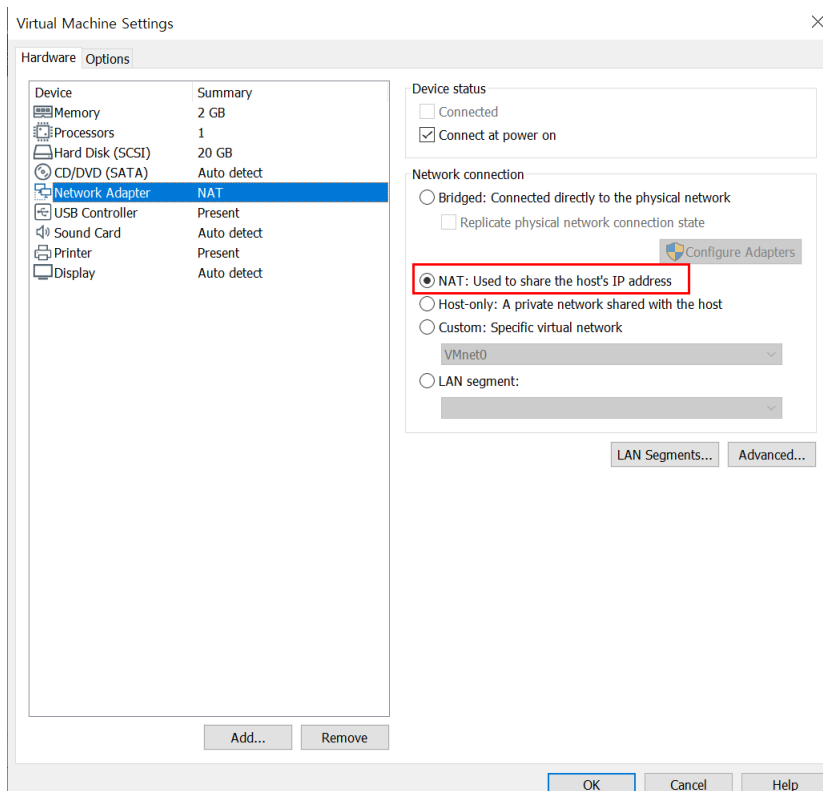 Virtual Machine Settings
Hardware Options
Device Summary
Memory 2 GB
Processors 1
Hard Disk (SCSI) 20 GB
CD/DVD (SATA) Auto detect
Network Adapter NAT
USB Controller Present
Sound Card Auto detect
Printer Present
Display Auto detect
Add... Remove
Device status
Connected
Connect at power on
Network connection
Bridged: Connected directly to the physical network
Replicate physical network connection state
Configure Adapters
NAT: Used to share the host's IP address
Host-only: A private network shared with the host
Custom: Specific virtual network
VMnet0
LAN segment:
LAN Segments... Advanced...
OK Cancel Help